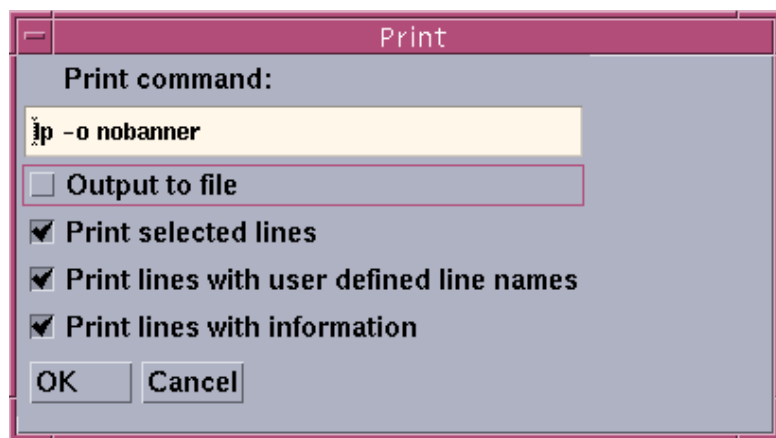 Print
Print command:
lp -o nobanner
Output to file
Print selected lines
Print lines with user defined line names
Print lines with information
OK
Cancel